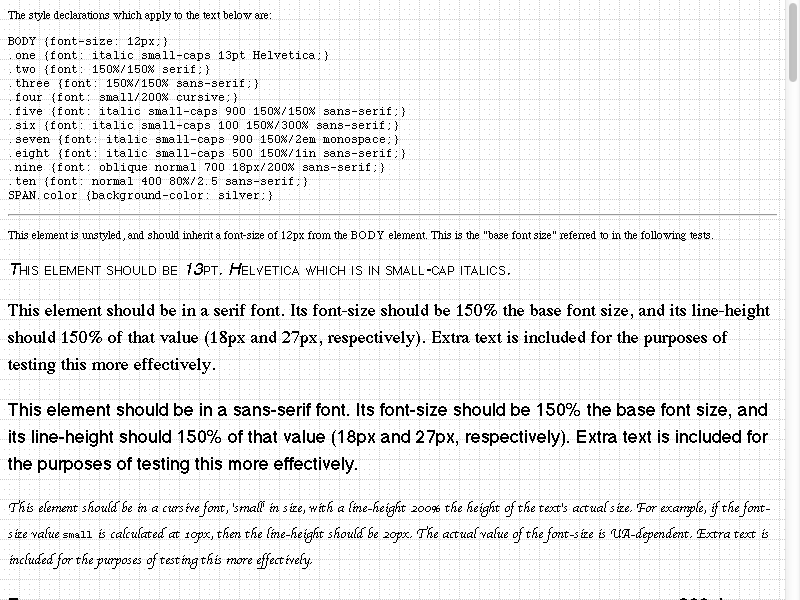 The style declarations which apply to the text below are:
BODY {font-size: 12px;}
.one {font: italic small-caps 13pt Helvetica;}
.two {font: 150%/150% serif;}
.three {font: 150%/150% sans-serif;}
.four {font: small/200% cursive;}
.five {font: italic small-caps 900 150%/150% sans-serif;}
.six {font: italic small-caps 100 150%/300% sans-serif;}
.seven {font: italic small-caps 900 150%/2em monospace;}
.eight {font: italic small-caps 500 150%/1in sans-serif;}
.nine {font: oblique normal 700 18px/200% sans-serif;}
.ten {font: normal 400 80%/2.5 sans-serif;}
SPAN.color {background-color: silver;}
This element is unstyled, and should inherit a font-size of 12px from the BODY element. This is the "base font size" referred to in the following tests.
This element should be 13pt. Helvetica which is in small-cap italics.
This element should be in a serif font. Its font-size should be 150% the base font size, and its line-height
should 150% of that value (18px and 27px, respectively). Extra text is included for the purposes of
testing this more effectively.
This element should be in a sans-serif font. Its font-size should be 150% the base font size, and
its line-height should 150% of that value (18px and 27px, respectively). Extra text is included for
the purposes of testing this more effectively.
This element should be in a cursive font, 'small' in size, with a line-height 200% the height of the text's actual size. For example, if the font-
size value small is calculated at 10px, then the line-height should be 20px. The actual value of the font-size is UA-dependent. Extra text is
included for the purposes of testing this more effectively.